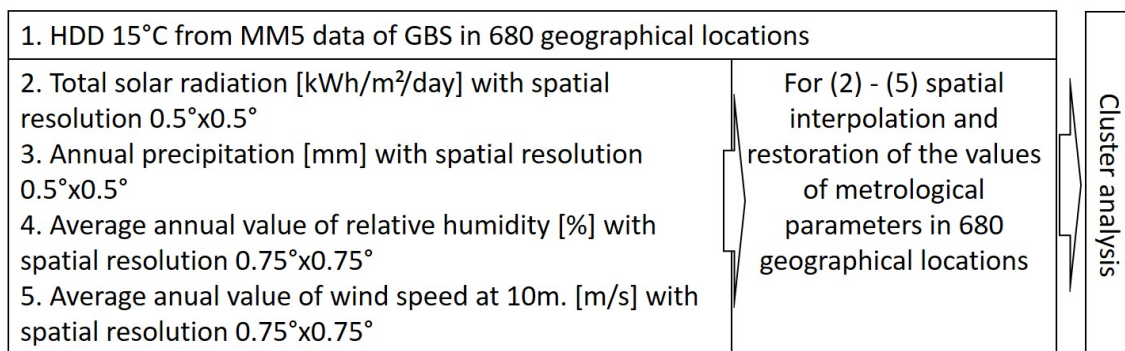 1. HDD 15°C from MM5 data of GBS in 680 geographical locations
2. Total solar radiation [kWh/m²/day] with spatial
resolution 0.5°x0.5°
3. Annual precipitation [mm] with spatial resolution
0.5°x0.5°
4. Average annual value of relative humidity [%] with
spatial resolution 0.75°x0.75°
5. Average anual value of wind speed at 10m. [m/s] with
spatial resolution 0.75°x0.75°
For (2) - (5) spatial
interpolation and
restoration of the values
of metrological
parameters in 680
geographical locations
Cluster analysis